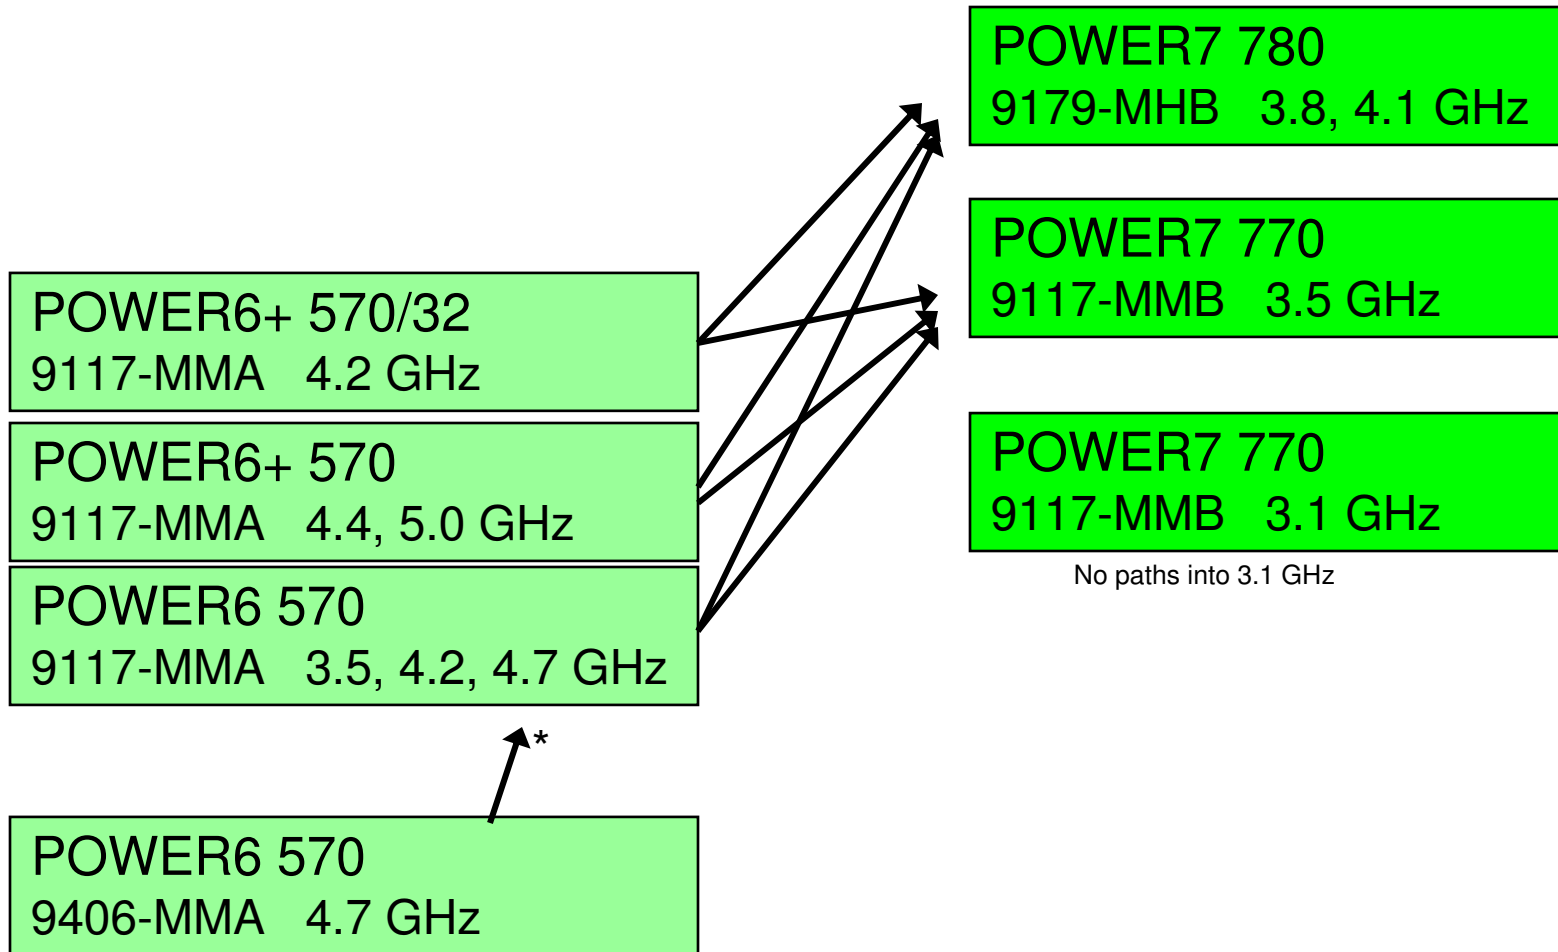 POWER7 780
9179-MHB 3.8, 4.1 GHz
POWER7 770
9117-MMB 3.5 GHz
POWER6+ 570/32
9117-MMA 4.2 GHz
POWER6+ 570
9117-MMA 4.4, 5.0 GHz
POWER7 770
9117-MMB 3.1 GHz
No paths into 3.1 GHz
POWER6 570
9117-MMA 3.5, 4.2, 4.7 GHz
*
POWER6 570
9406-MMA 4.7 GHz